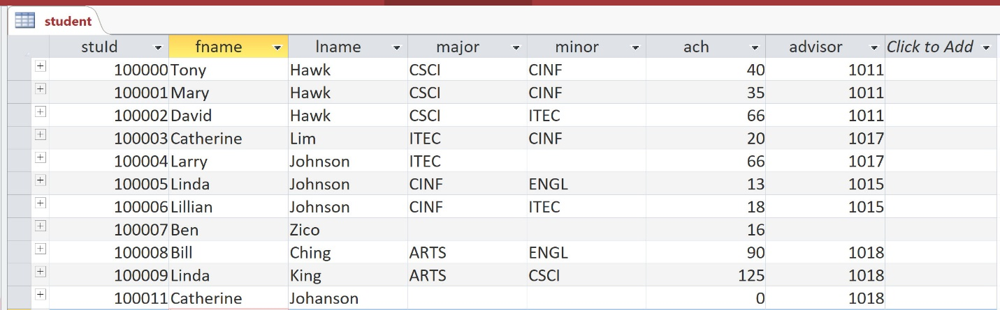 student
stuId fname lname major minor ach advisor Click to Add
100000 Tony Hawk CSCI CINF 40 1011
100001 Mary Hawk CSCI CINF 35 1011
100002 David Hawk CSCI ITEC 66 1011
100003 Catherine Lim ITEC CINF 20 1017
100004 Larry Johnson ITEC 66 1017
100005 Linda Johnson CINF ENGL 13 1015
100006 Lillian Johnson CINF ITEC 18 1015
100007 Ben Zico 16
100008 Bill Ching ARTS ENGL 90 1018
100009 Linda King ARTS CSCI 125 1018
100011 Catherine Johanson 0 1018